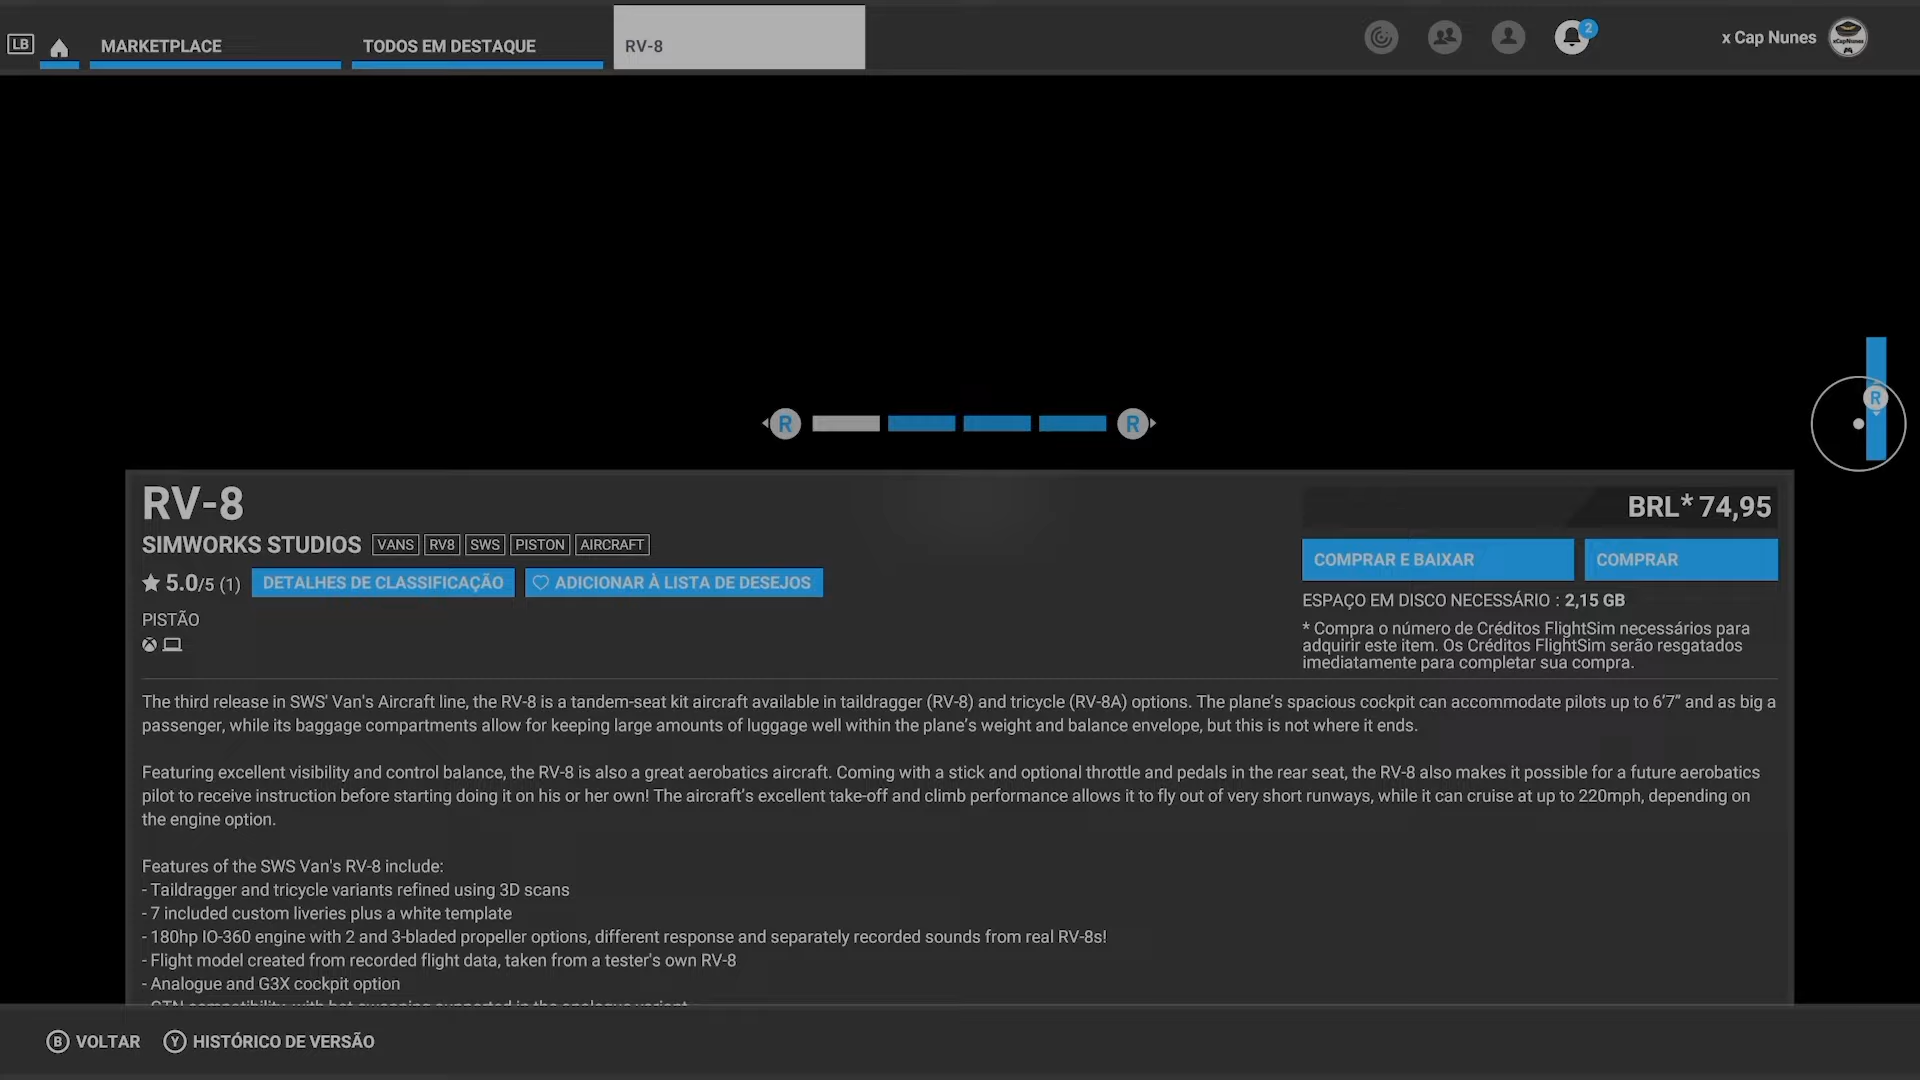 LB
MARKETPLACE
TODOS EM DESTAQUE
RV-8
2
x Cap Nunes
R
R
R
RV-8
BRL* 74,95
SIMWORKS STUDIOS VANS RV8 SWS PISTON AIRCRAFT
COMPRAR E BAIXAR
COMPRAR
5.0/5 (1) DETALHES DE CLASSIFICAÇÃO ADICIONAR À LISTA DE DESEJOS
ESPAÇO EM DISCO NECESSÁRIO : 2,15 GB
PISTÃO
* Compra o número de Créditos FlightSim necessários para
adquirir este item. Os Créditos FlightSim serão resgatados
imediatamente para completar sua compra.
The third release in SWS' Van's Aircraft line, the RV-8 is a tandem-seat kit aircraft available in taildragger (RV-8) and tricycle (RV-8A) options. The plane’s spacious cockpit can accommodate pilots up to 6’7” and as big a
passenger, while its baggage compartments allow for keeping large amounts of luggage well within the plane’s weight and balance envelope, but this is not where it ends.
Featuring excellent visibility and control balance, the RV-8 is also a great aerobatics aircraft. Coming with a stick and optional throttle and pedals in the rear seat, the RV-8 also makes it possible for a future aerobatics
pilot to receive instruction before starting doing it on his or her own! The aircraft’s excellent take-off and climb performance allows it to fly out of very short runways, while it can cruise at up to 220mph, depending on
the engine option.
Features of the SWS Van's RV-8 include:
- Taildragger and tricycle variants refined using 3D scans
- 7 included custom liveries plus a white template
- 180hp IO-360 engine with 2 and 3-bladed propeller options, different response and separately recorded sounds from real RV-8s!
- Flight model created from recorded flight data, taken from a tester's own RV-8
- Analogue and G3X cockpit option
- GTN compatibility, with hot-swapping supported in the analogue variant
B VOLTAR
Y HISTÓRICO DE VERSÃO